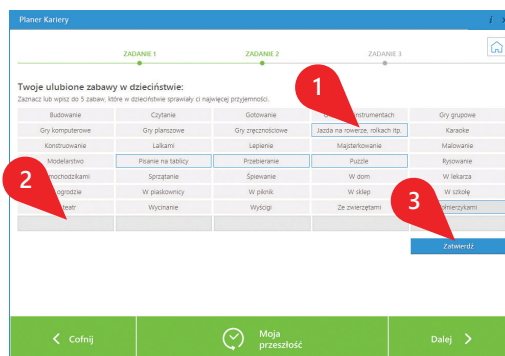 Planer Kariery
i
ZADANIE 1 ZADANIE 2 ZADANIE 3
Twoje ulubione zabawy w dzieciństwie:
Zaznacz lub wpisz do 5 zabaw, które w dzieciństwie sprawiały ci najwięcej przyjemności.
1
Budowanie Czytanie Gotowanie Gry grupowe
Gry komputerowe Gry planszowe Gry zręcznościowe Jazda na rowerze, rolkach itp. Karaoke
Konstruowanie Lalkami Lepienie Majsterkowanie Malowanie
Modelarstwo Pisanie na tablicy Przebieranie Puzzle Rysowanie
2
Sprzątanie Śpiewanie W dom W lekarza
W piaskownicy W piknik W sklep W szkołę
teatr Wycinanie Wyścigi Ze zwierzętami
3
Zatwierdź
Cofnij Moja przeszłość Dalej